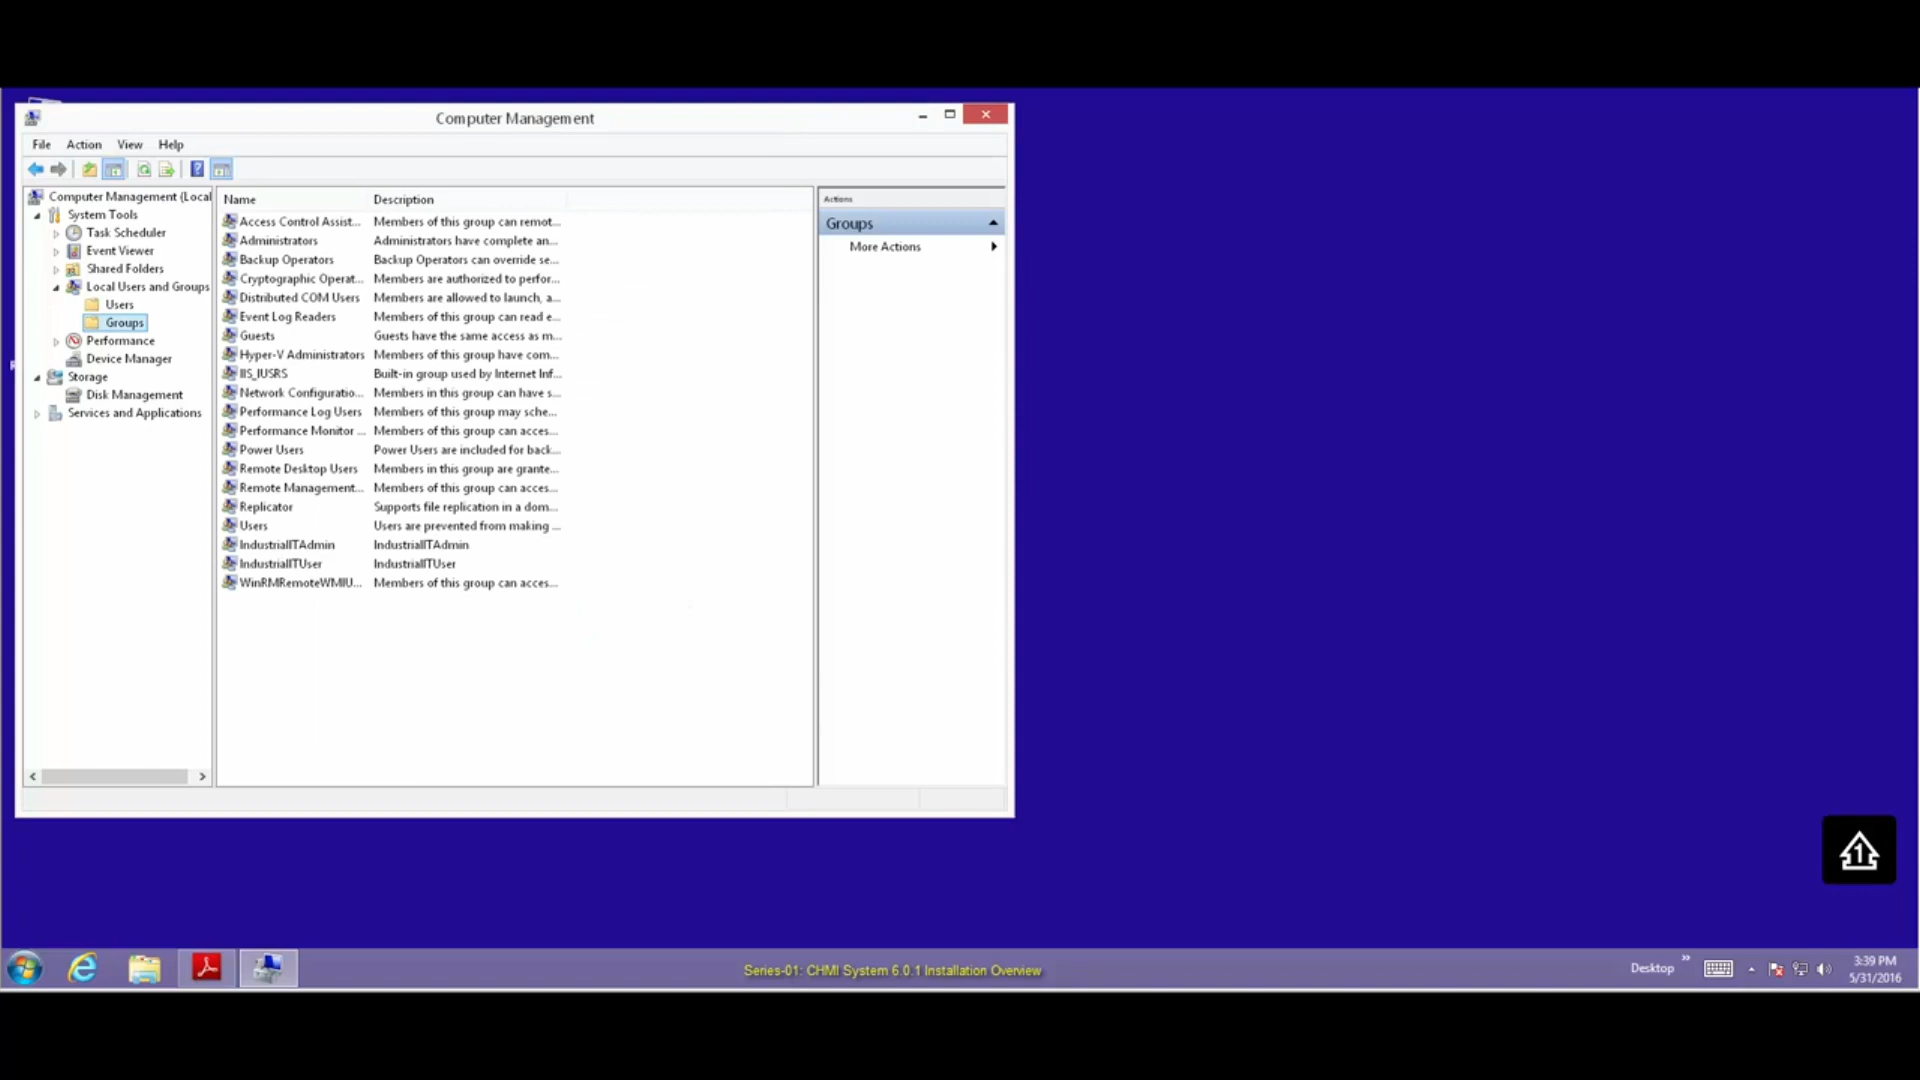 Computer Management
File Action View Help
Computer Management (Local
System Tools
Task Scheduler
Event Viewer
Shared Folders
Local Users and Groups
Users
Groups
Performance
Device Manager
Storage
Disk Management
Services and Applications
Name Description
Access Control Assist... Members of this group can remot...
Administrators Administrators have complete an...
Backup Operators Backup Operators can override se...
Cryptographic Operat... Members are authorized to perfor...
Distributed COM Users Members are allowed to launch, a...
Event Log Readers Members of this group can read e...
Guests Guests have the same access as m...
Hyper-V Administrators Members of this group have com...
IIS_IUSRS Built-in group used by Internet Inf...
Network Configuratio... Members in this group can have s...
Performance Log Users Members of this group may sche...
Performance Monitor ... Members of this group can acces...
Power Users Power Users are included for back...
Remote Desktop Users Members in this group are grante...
Remote Management... Members of this group can acces...
Replicator Supports file replication in a dom...
Users Users are prevented from making ...
IndustrialITAdmin IndustrialITAdmin
IndustrialITUser IndustrialITUser
WinRMRemoteWMIU... Members of this group can acces...
Actions
Groups
More Actions
1
Series-01: CHMI System 6.0.1 Installation Overview
Desktop »
3:39 PM
5/31/2016